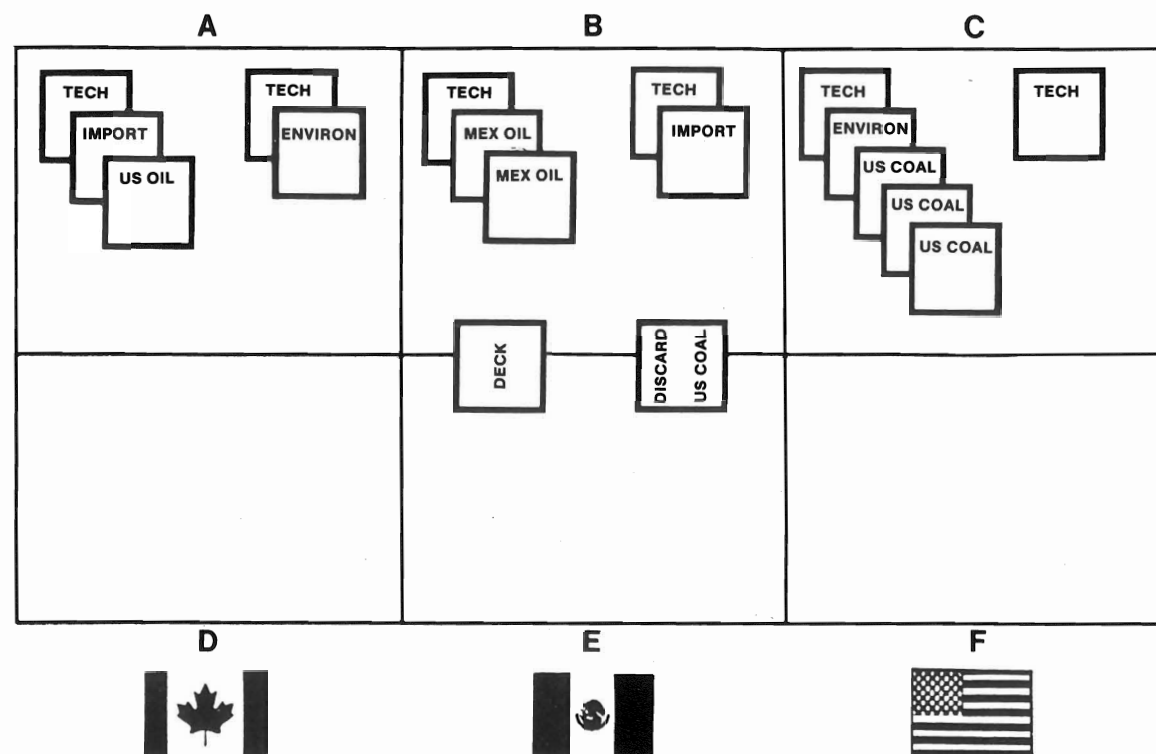 A
B
C
TECH
IMPORT
US OIL
TECH
ENVIRON
TECH
MEX OIL
MEX OIL
TECH
IMPORT
TECH
ENVIRON
US COAL
US COAL
US COAL
TECH
DECK
DISCARD
US COAL
D
E
F